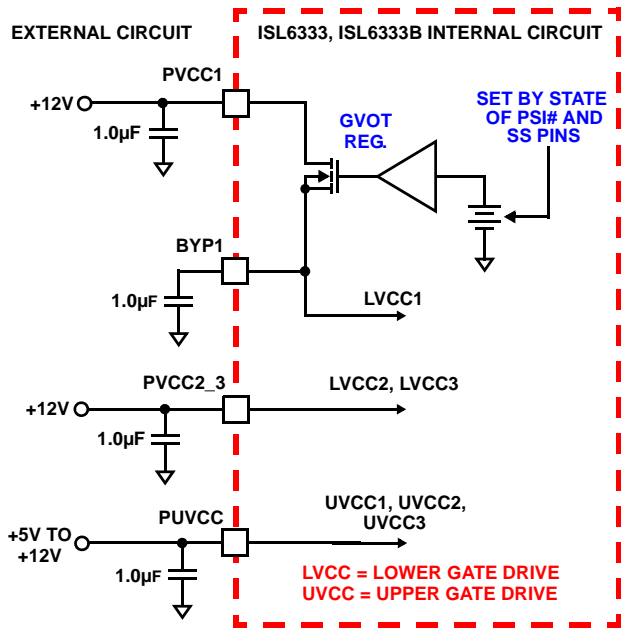 EXTERNAL CIRCUIT
ISL6333, ISL6333B INTERNAL CIRCUIT
PVCC1
+12V
1.0µF
GVOT
REG.
SET BY STATE
OF PSI# AND
SS PINS
BYP1
1.0µF
LVCC1
PVCC2_3
+12V
1.0µF
LVCC2, LVCC3
PUVCC
+5V TO
+12V
1.0µF
UVCC1, UVCC2,
UVCC3
LVCC = LOWER GATE DRIVE
UVCC = UPPER GATE DRIVE